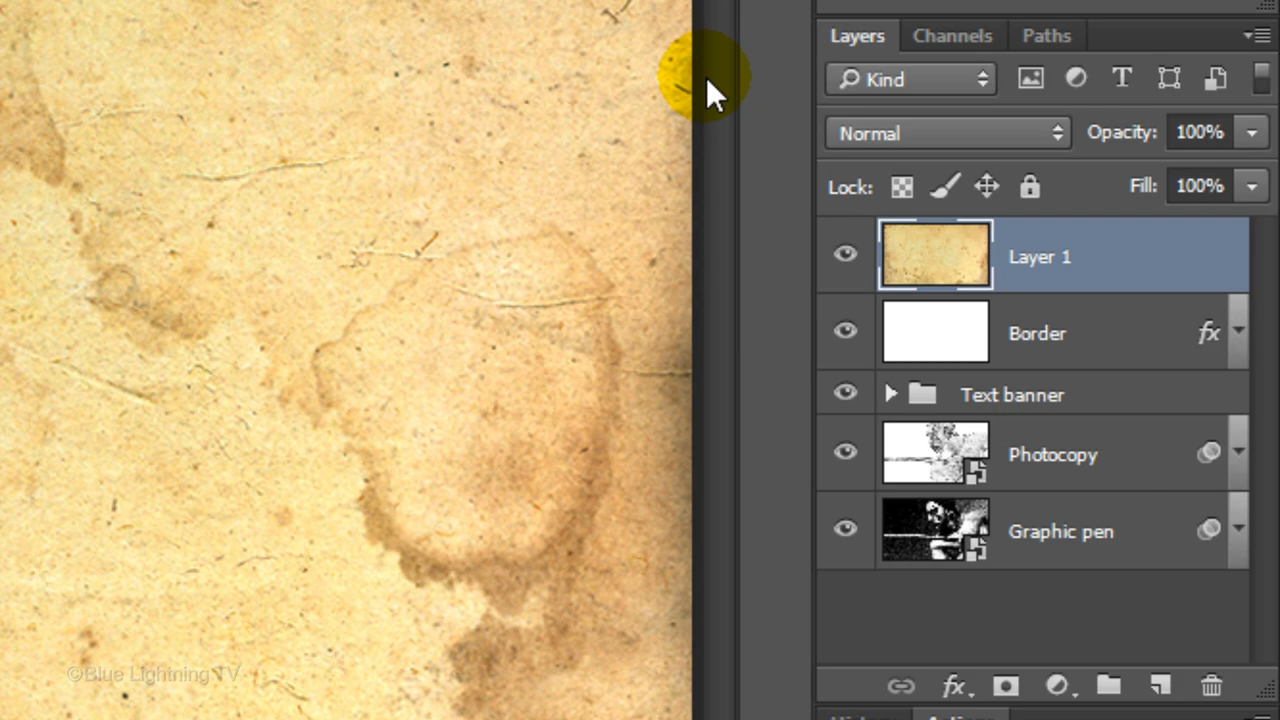 Layers Channels Paths
Kind
Normal Opacity: 100%
Lock: Fill: 100%
Layer 1
Border fx
Text banner
Photocopy
Graphic pen
fx
©Blue Lightning TV